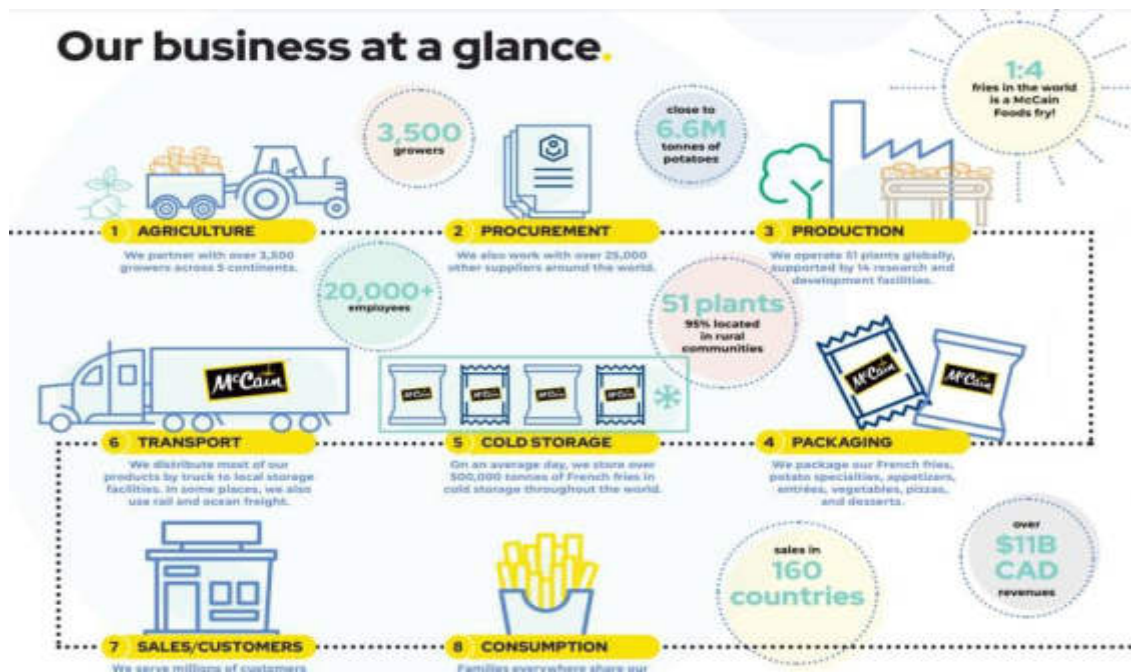 Our business at a glance.
1:4
fries in the world
is a McCain
Foods fry!
3,500
growers
close to
6.6M
tonnes of
potatoes
1 AGRICULTURE
We partner with over 3,500
growers across 5 continents.
2 PROCUREMENT
We also work with over 25,000
other suppliers around the world.
3 PRODUCTION
We operate 51 plants globally,
supported by 14 research and
development facilities.
20,000+
employees
51 plants
95% located
in rural
communities
McCain
McCain
McCain
McCain
McCain
McCain
McCain
6 TRANSPORT
We distribute most of our
products by truck to local storage
facilities. In some places, we also
use rail and ocean freight.
5 COLD STORAGE
On an average day, we store over
500,000 tonnes of French fries in
cold storage throughout the world.
4 PACKAGING
We package our French fries,
potato specialties, appetizers,
entrées, vegetables, pizzas,
and desserts.
sales in
160
countries
over
$11B
CAD
revenues
7 SALES/CUSTOMERS
We serve millions of customers
8 CONSUMPTION
Families everywhere share our